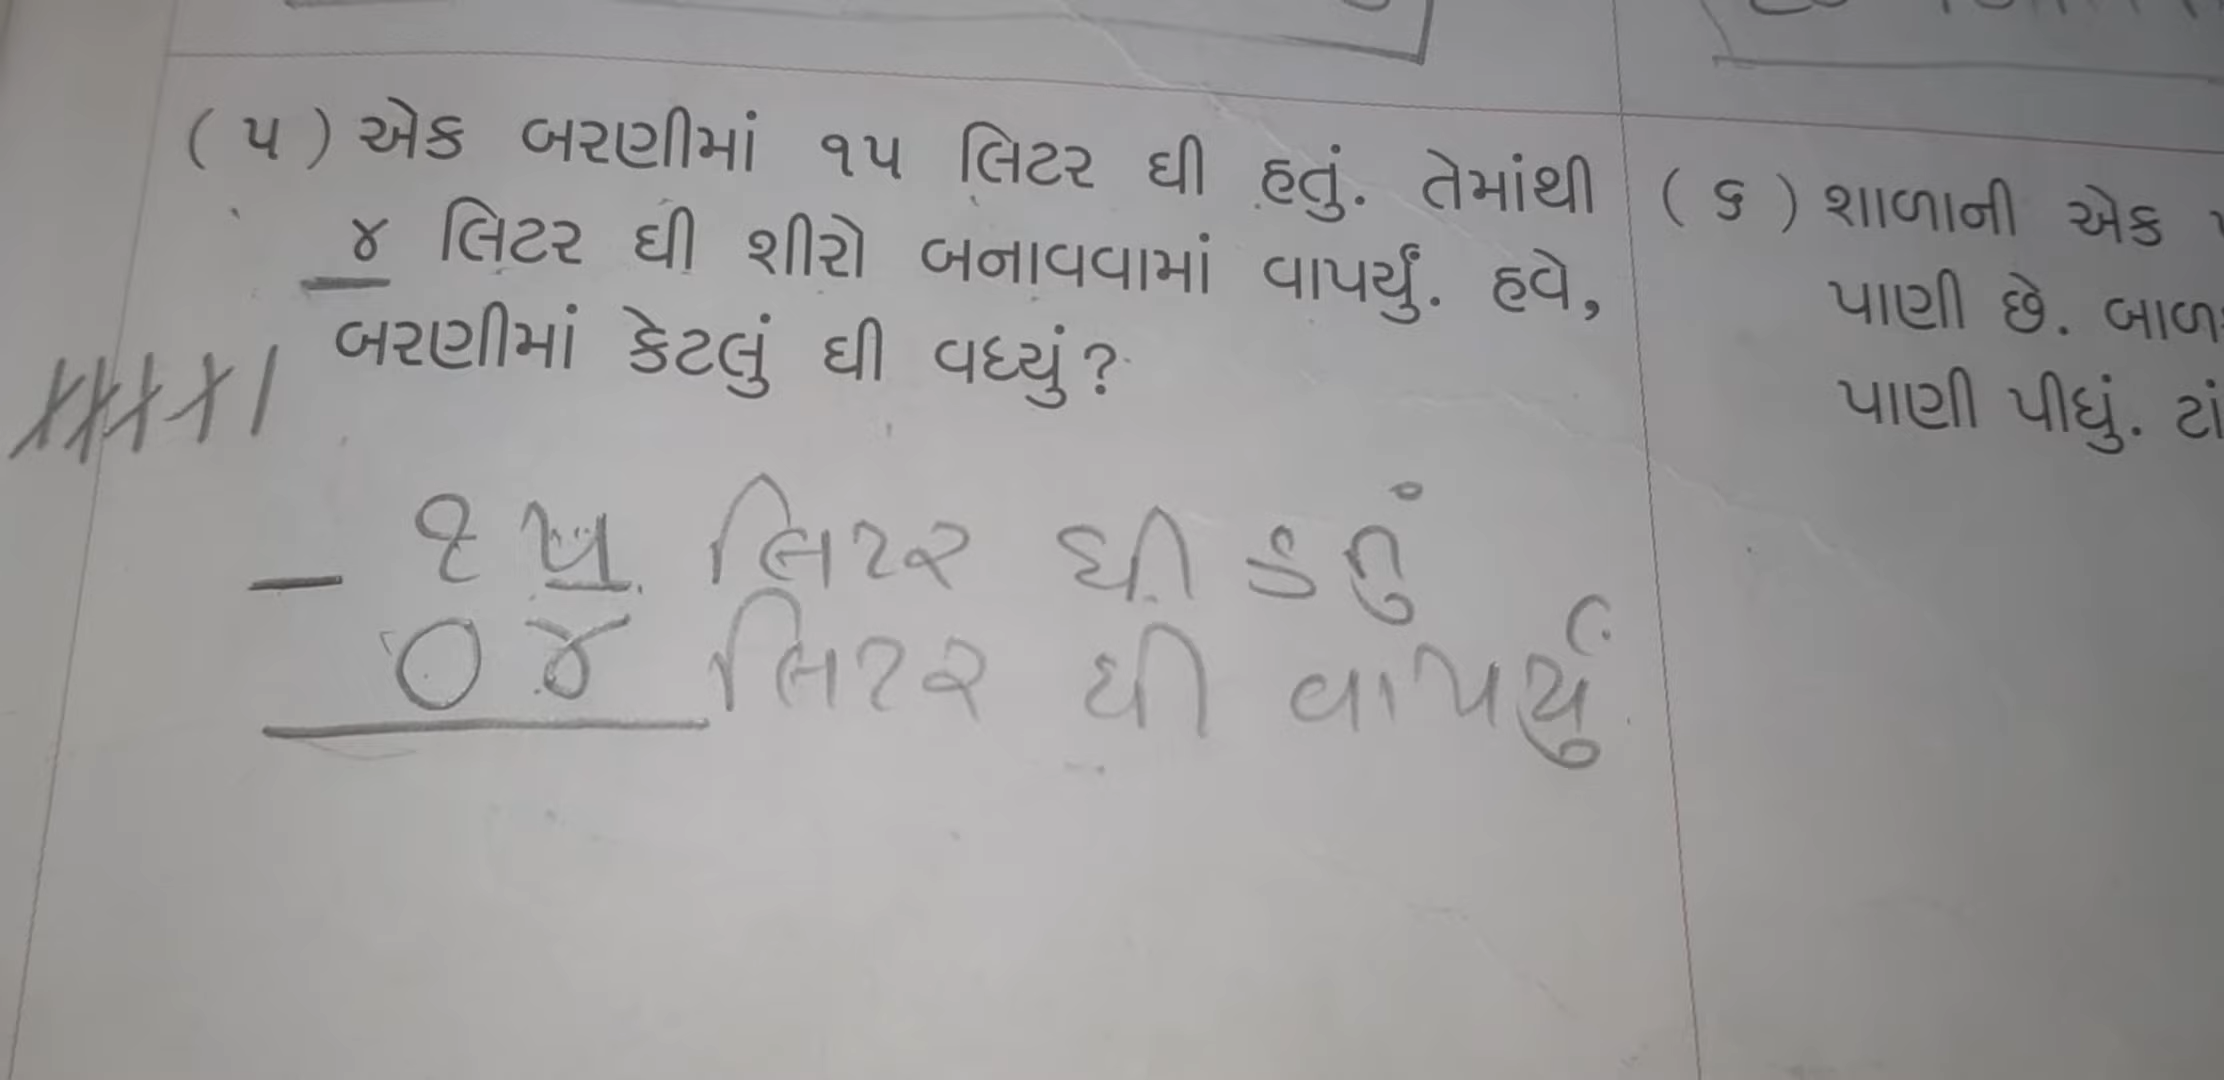 (૫) એક બરણીમાં ૧૫ લિટર ઘી હતું. તેમાંથી
૪ લિટર ઘી શીરો બનાવવામાં વાપર્યું. હવે,
બરણીમાં કેટલું ઘી વધ્યું?
૧૫ લિટર ઘી હતું
- ૦૪ લિટર ઘી વાપર્યું
(૬) શાળાની એક
પાણી છે.
પાણી પીધું.